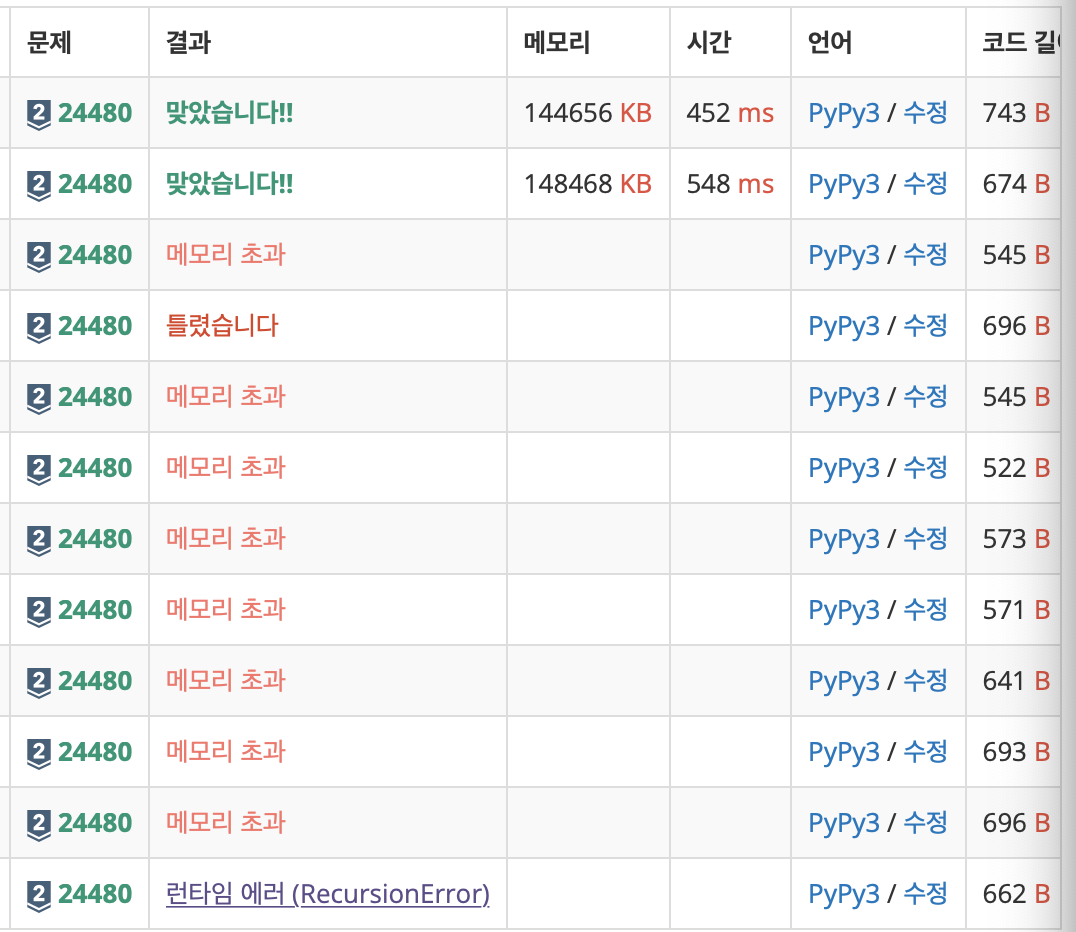 문제 결과 메모리 시간 언어 코드
2 24480 맞았습니다!! 144656 KB 452 ms PyPy3 / 수정 743 B
2 24480 맞았습니다!! 148468 KB 548 ms PyPy3 / 수정 674 B
2 24480 메모리 초과 PyPy3 / 수정 545 B
2 24480 틀렸습니다 PyPy3 / 수정 696 B
2 24480 메모리 초과 PyPy3 / 수정 545 B
2 24480 메모리 초과 PyPy3 / 수정 522 B
2 24480 메모리 초과 PyPy3 / 수정 573 B
2 24480 메모리 초과 PyPy3 / 수정 571 B
2 24480 메모리 초과 PyPy3 / 수정 641 B
2 24480 메모리 초과 PyPy3 / 수정 693 B
2 24480 메모리 초과 PyPy3 / 수정 696 B
2 24480 런타임 에러 (RecursionError) PyPy3 / 수정 662 B